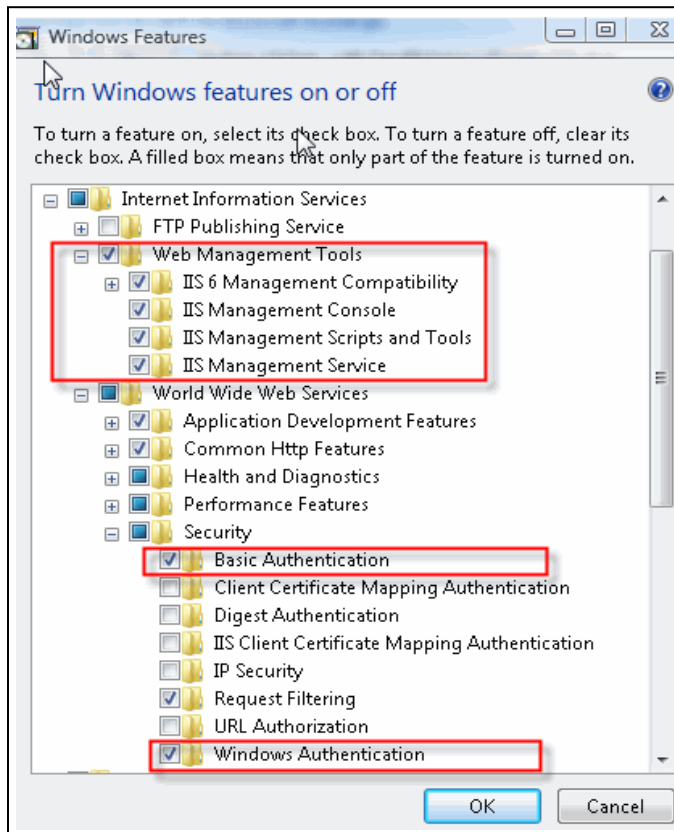 Windows Features
Turn Windows features on or off
To turn a feature on, select its check box. To turn a feature off, clear its
check box. A filled box means that only part of the feature is turned on.
Internet Information Services
FTP Publishing Service
Web Management Tools
IIS 6 Management Compatibility
IIS Management Console
IIS Management Scripts and Tools
IIS Management Service
World Wide Web Services
Application Development Features
Common Http Features
Health and Diagnostics
Performance Features
Security
Basic Authentication
Client Certificate Mapping Authentication
Digest Authentication
IIS Client Certificate Mapping Authentication
IP Security
Request Filtering
URL Authorization
Windows Authentication
OK
Cancel